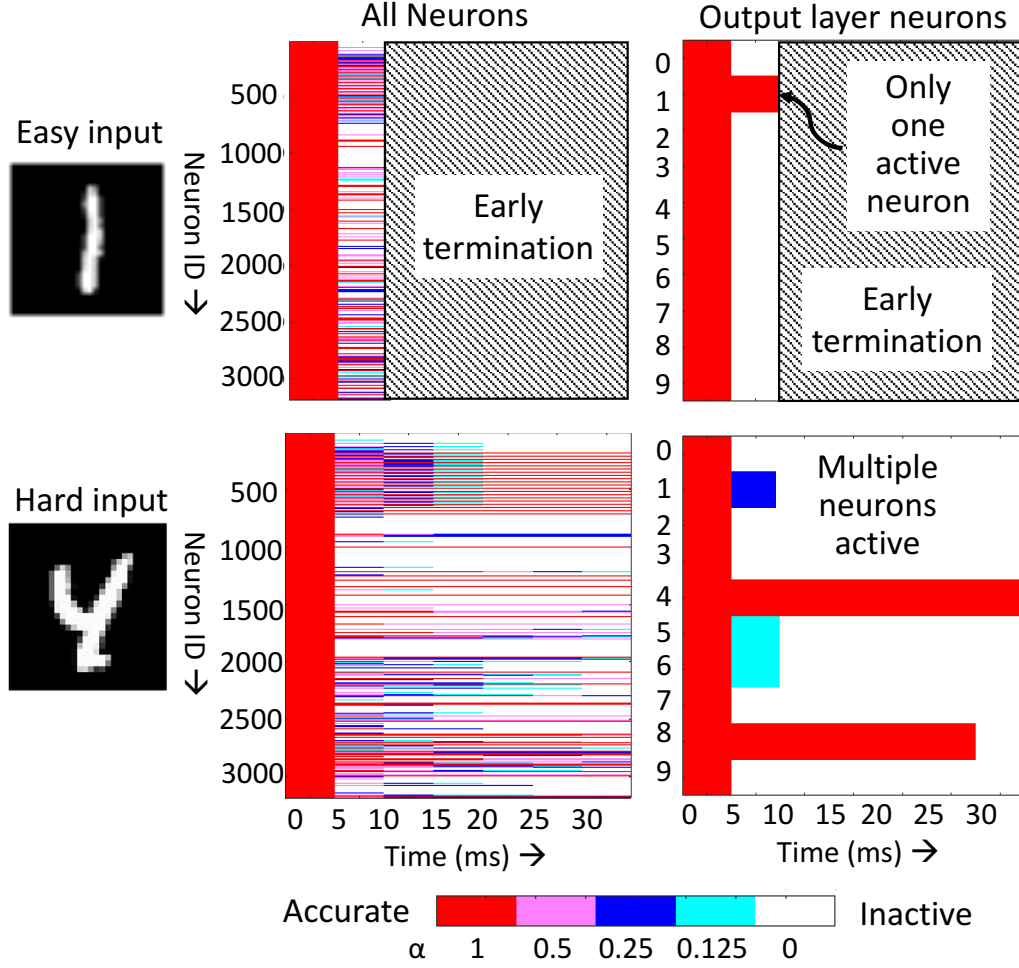 All Neurons
Output layer neurons
Easy input
Neuron ID →
500
1000
1500
2000
2500
3000
Early
termination
0
1
2
3
4
5
6
7
8
9
Only
one
active
neuron
Early
termination
Hard input
Neuron ID →
500
1000
1500
2000
2500
3000
0 5 10 15 20 25 30
Time (ms) →
0
1
2
3
4
5
6
7
8
9
Multiple
neurons
active
0 5 10 15 20 25 30
Time (ms) →
Accurate
Inactive
α 1 0.5 0.25 0.125 0